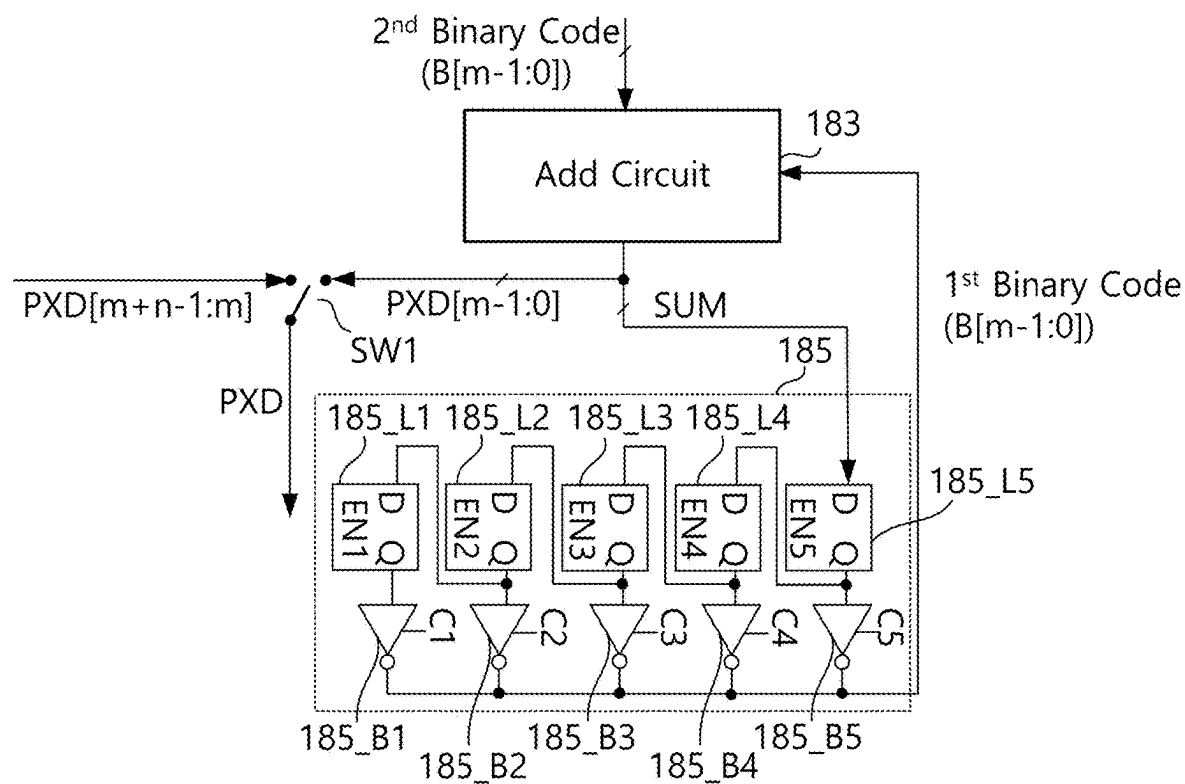 2nd Binary Code
(B[m-1:0])
183
Add Circuit
PXD[m+n-1:m]
PXD[m-1:0]
SUM
1st Binary Code
(B[m-1:0])
SW1
185
PXD
185_L1 185_L2 185_L3 185_L4
185_L5
D Q EN1
D Q EN2
D Q EN3
D Q EN4
D Q EN5
C1 C2 C3 C4 C5
185_B1 185_B2 185_B3 185_B4 185_B5